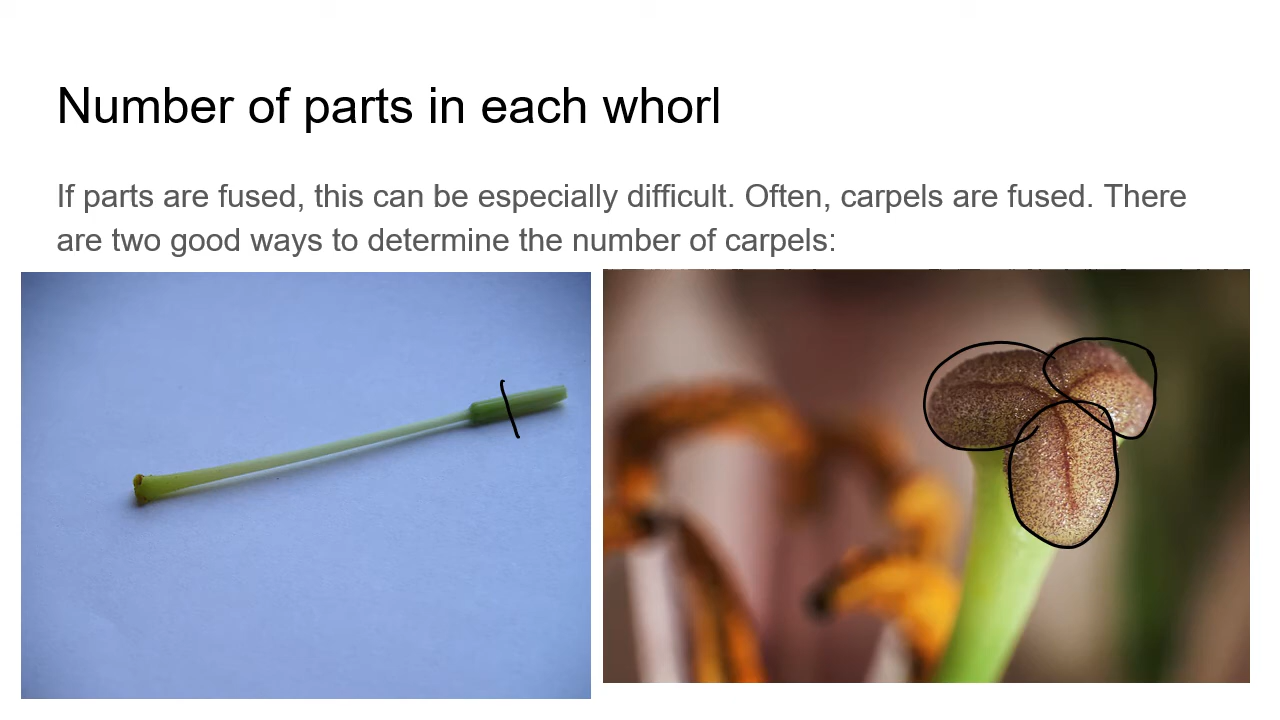 Number of parts in each whorl
If parts are fused, this can be especially difficult. Often, carpels are fused. There
are two good ways to determine the number of carpels: